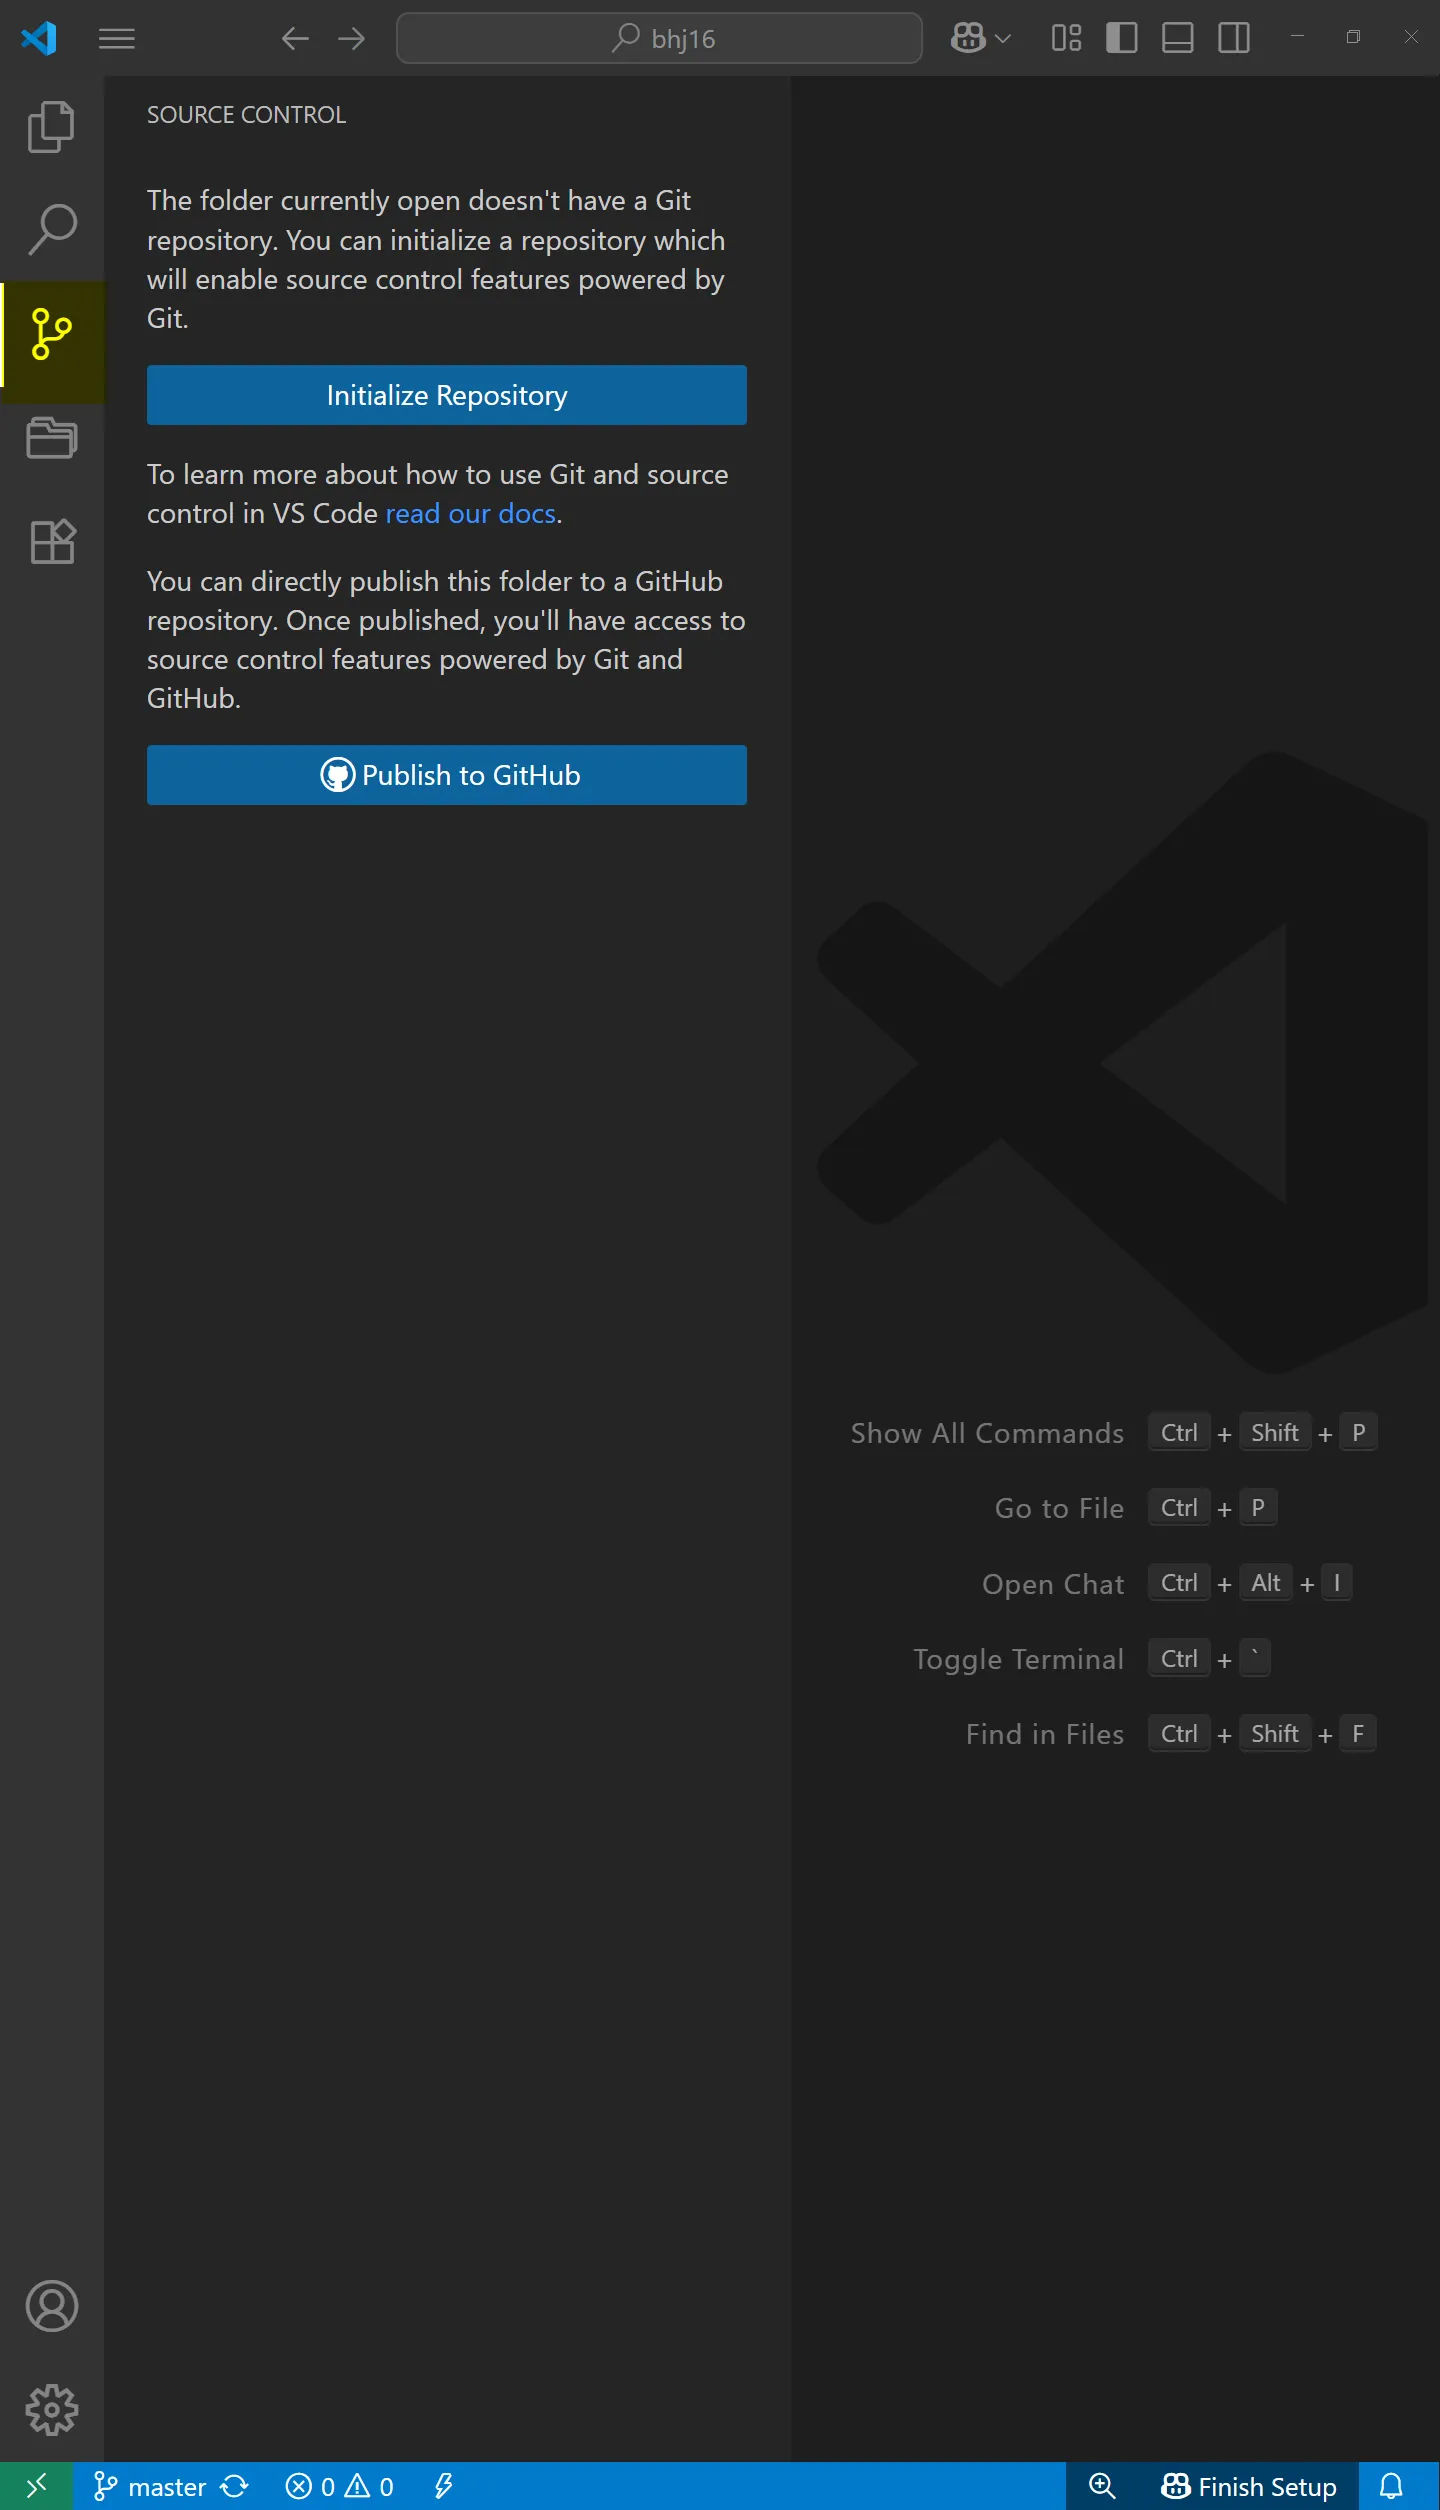 bhj16
SOURCE CONTROL
The folder currently open doesn't have a Git
repository. You can initialize a repository which
will enable source control features powered by
Git.
Initialize Repository
To learn more about how to use Git and source
control in VS Code read our docs.
You can directly publish this folder to a GitHub
repository. Once published, you'll have access to
source control features powered by Git and
GitHub.
Publish to GitHub
Show All Commands Ctrl + Shift + P
Go to File Ctrl + P
Open Chat Ctrl + Alt + I
Toggle Terminal Ctrl + `
Find in Files Ctrl + Shift + F
master 0 0 Finish Setup